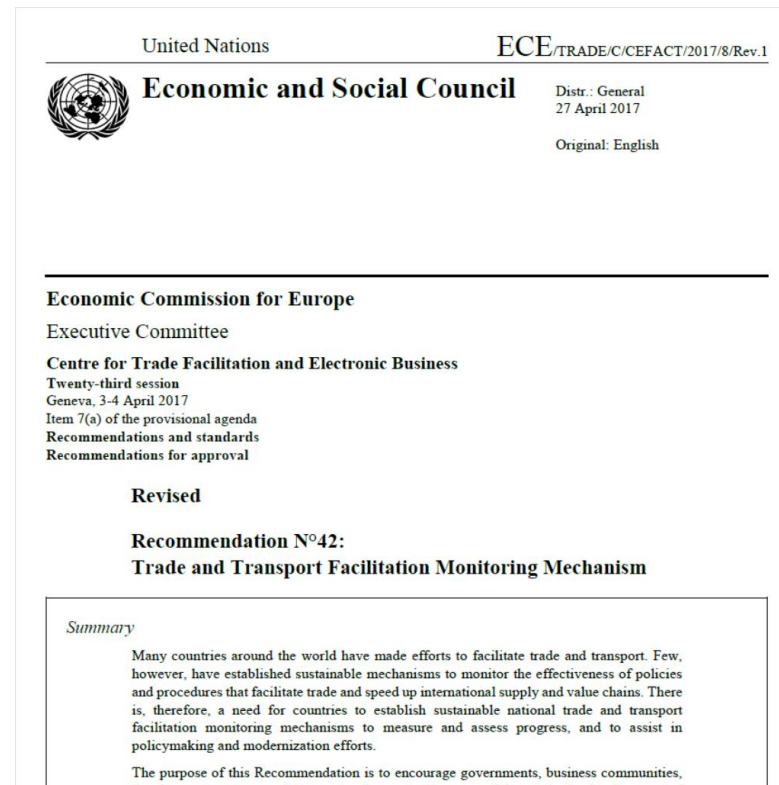 United Nations
ECE/TRADE/C/CEFACT/2017/8/Rev.1
Economic and Social Council
Distr.: General
27 April 2017
Original: English
Economic Commission for Europe
Executive Committee
Centre for Trade Facilitation and Electronic Business
Twenty-third session
Geneva, 3-4 April 2017
Item 7(a) of the provisional agenda
Recommendations and standards
Recommendations for approval
Revised
Recommendation N°42:
Trade and Transport Facilitation Monitoring Mechanism
Summary
Many countries around the world have made efforts to facilitate trade and transport. Few,
however, have established sustainable mechanisms to monitor the effectiveness of policies
and procedures that facilitate trade and speed up international supply and value chains. There
is, therefore, a need for countries to establish sustainable national trade and transport
facilitation monitoring mechanisms to measure and assess progress, and to assist in
policymaking and modernization efforts.
The purpose of this Recommendation is to encourage governments, business communities,